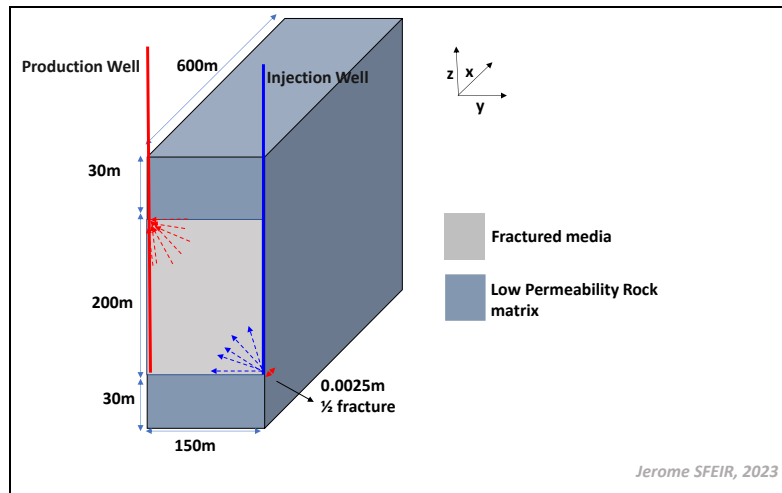 600m
Production Well
Injection Well
z
x
y
30m
Fractured media
200m
Low Permeability Rock
matrix
30m
0.0025m
½ fracture
150m
Jerome SFEIR, 2023